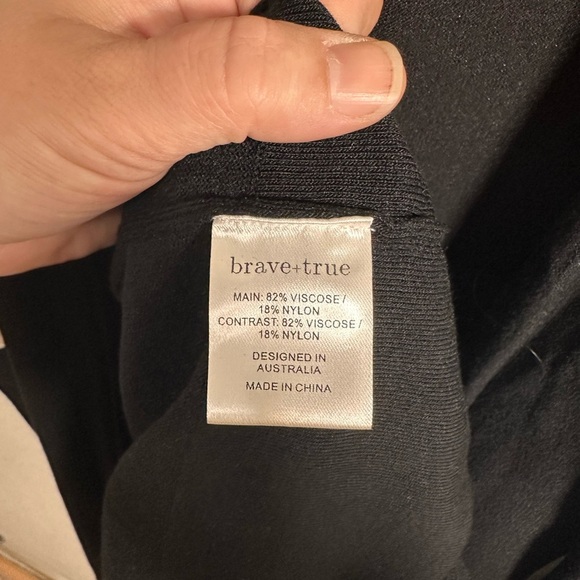 brave+true
MAIN: 82% VISCOSE /
18% NYLON
CONTRAST: 82% VISCOSE /
18% NYLON
DESIGNED IN
AUSTRALIA
MADE IN CHINA